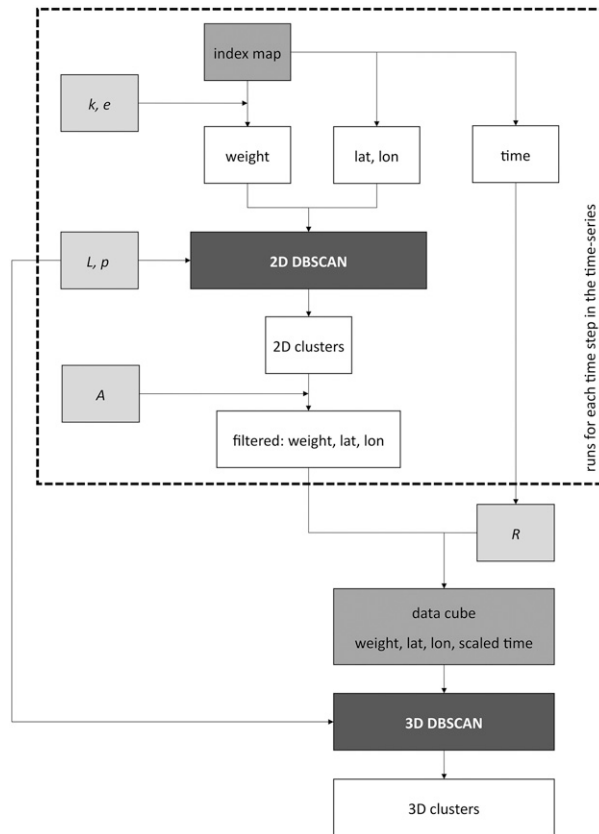 index map
k, e
weight
lat, lon
time
L, p
2D DBSCAN
2D clusters
A
filtered: weight, lat, lon
runs for each time step in the time-series
R
data cube
weight, lat, lon, scaled time
3D DBSCAN
3D clusters